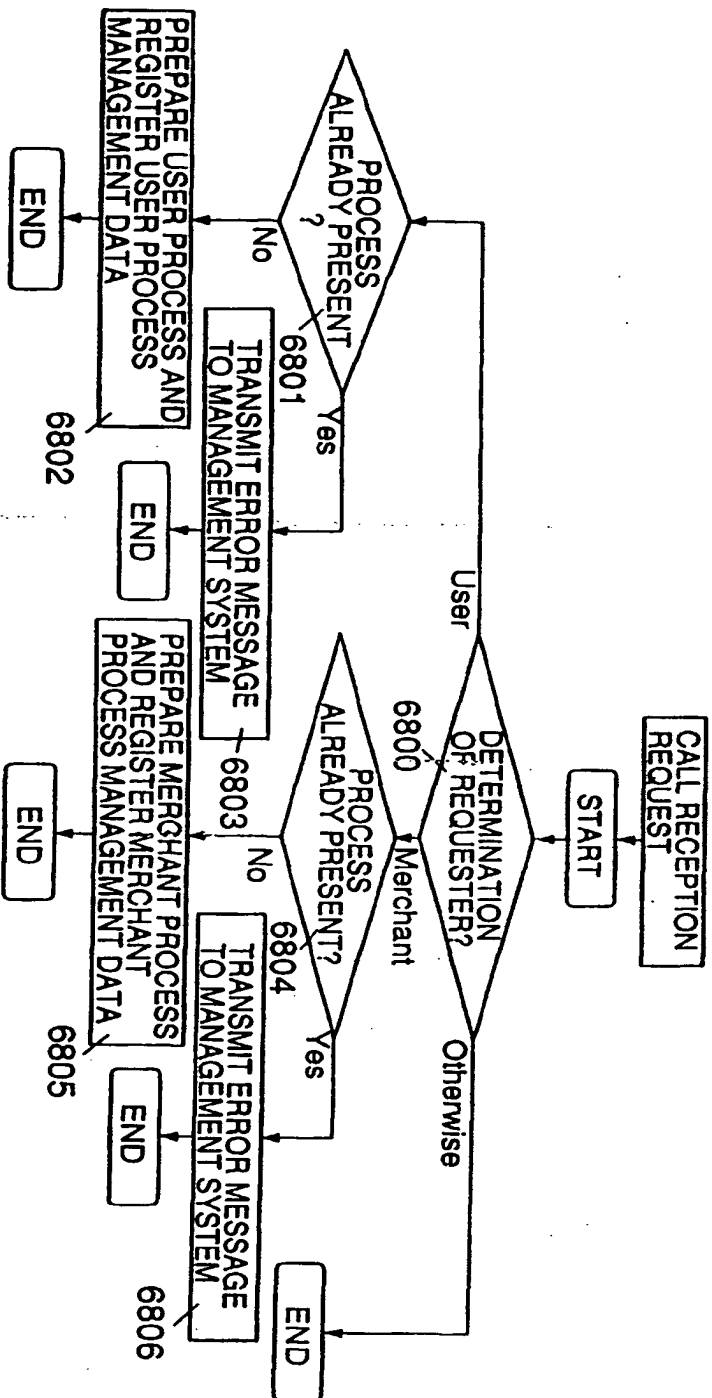 CALL RECEPTION
REQUEST
START
DETERMINATION
OF REQUESTER?
6800
User
Merchant
Otherwise
PROCESS
ALREADY PRESENT
?
6801
Yes
No
TRANSMIT ERROR MESSAGE
TO MANAGEMENT SYSTEM
6803
END
PREPARE USER PROCESS AND
REGISTER USER PROCESS
MANAGEMENT DATA
6802
END
PROCESS
ALREADY PRESENT?
6804
Yes
No
TRANSMIT ERROR MESSAGE
TO MANAGEMENT SYSTEM
6806
END
PREPARE MERCHANT PROCESS
AND REGISTER MERCHANT
PROCESS MANAGEMENT DATA
6805
END
END